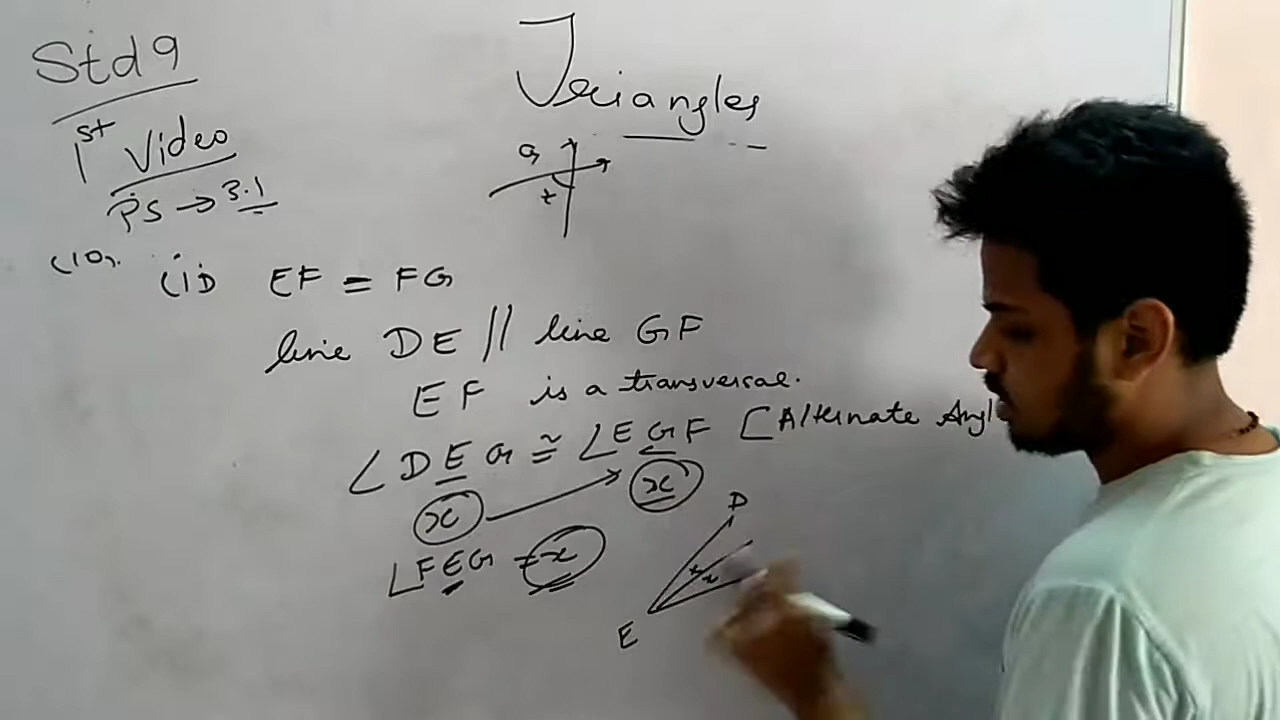 Std 9
Triangles
1st Video
PS → 3.1
G
x
(10).
(ii) EF = FG
line DE // line GF
EF is a transversal.
∠DEG ≅ ∠EGF [Alternate Angl
x → x
∠FEG = x
D
x x
E